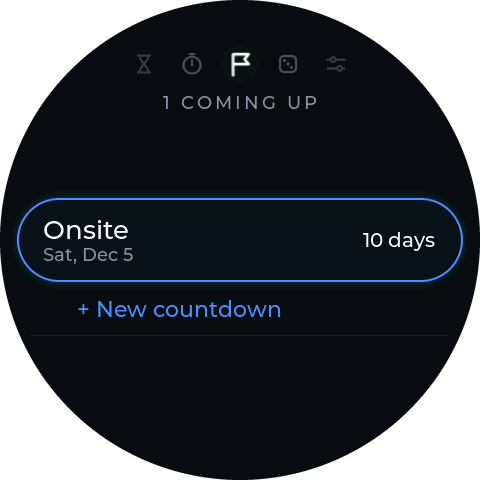 1 COMING UP
Onsite
Sat, Dec 5
10 days
+ New countdown